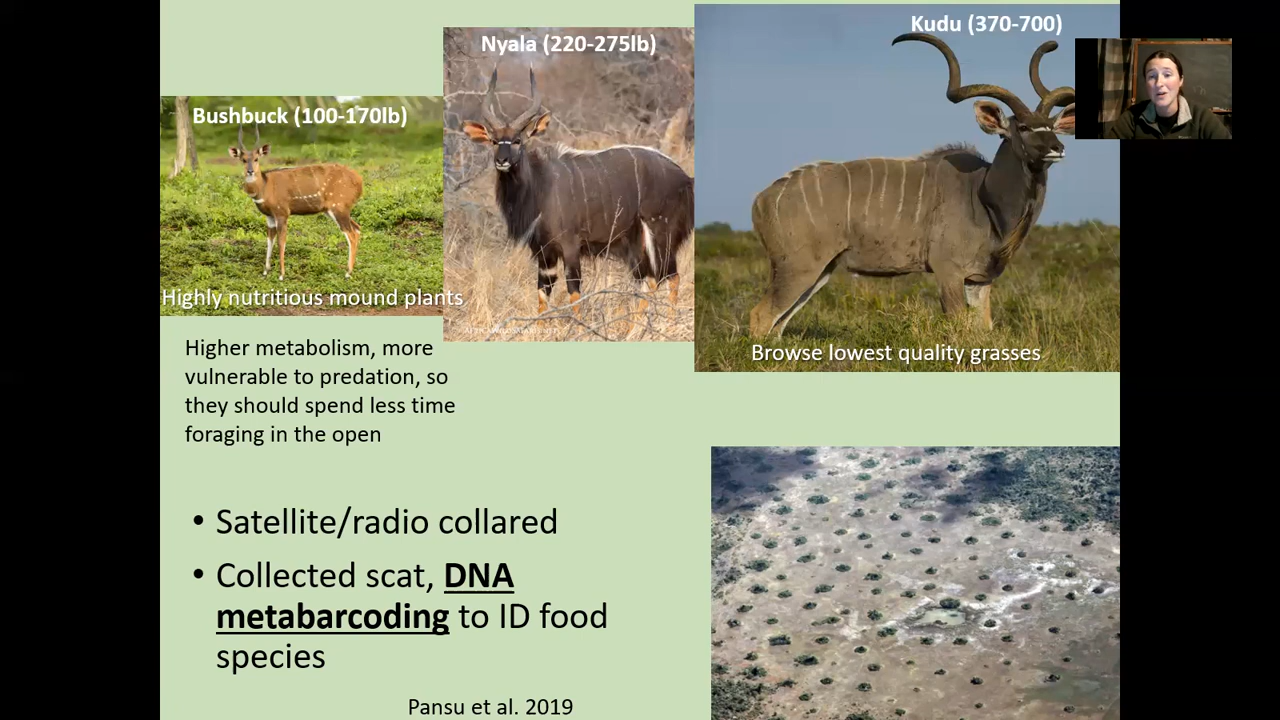 Bushbuck (100-170lb)
Nyala (220-275lb)
Kudu (370-700)
Highly nutritious mound plants
Browse lowest quality grasses
Higher metabolism, more
vulnerable to predation, so
they should spend less time
foraging in the open
• Satellite/radio collared
• Collected scat, DNA
metabarcoding to ID food
species
Pansu et al. 2019